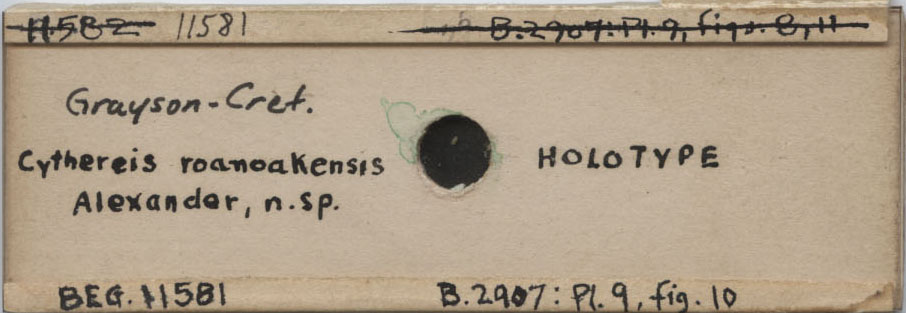 11582 11581 B.2907: Pl. 9, figs. 8, 11
Grayson-Cret.
Cythereis roanoakensis HOLOTYPE
Alexander, n.sp.
BEG. 11581 B.2907: Pl. 9, fig. 10